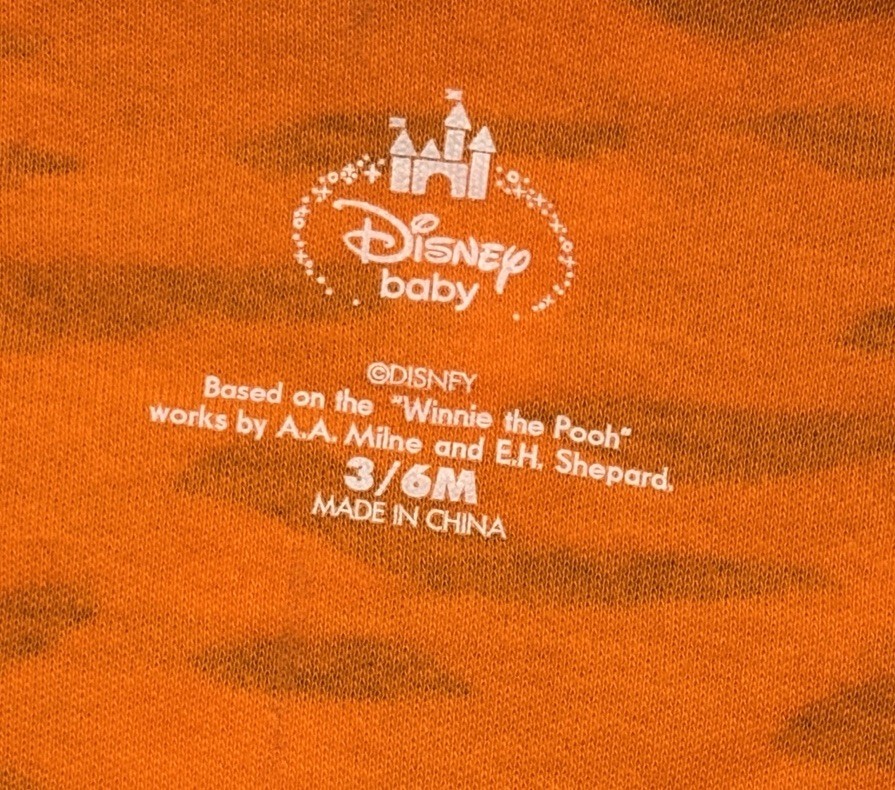 Disney
baby
©DISNEY
Based on the "Winnie the Pooh"
works by A.A. Milne and E.H. Shepard.
3/6M
MADE IN CHINA